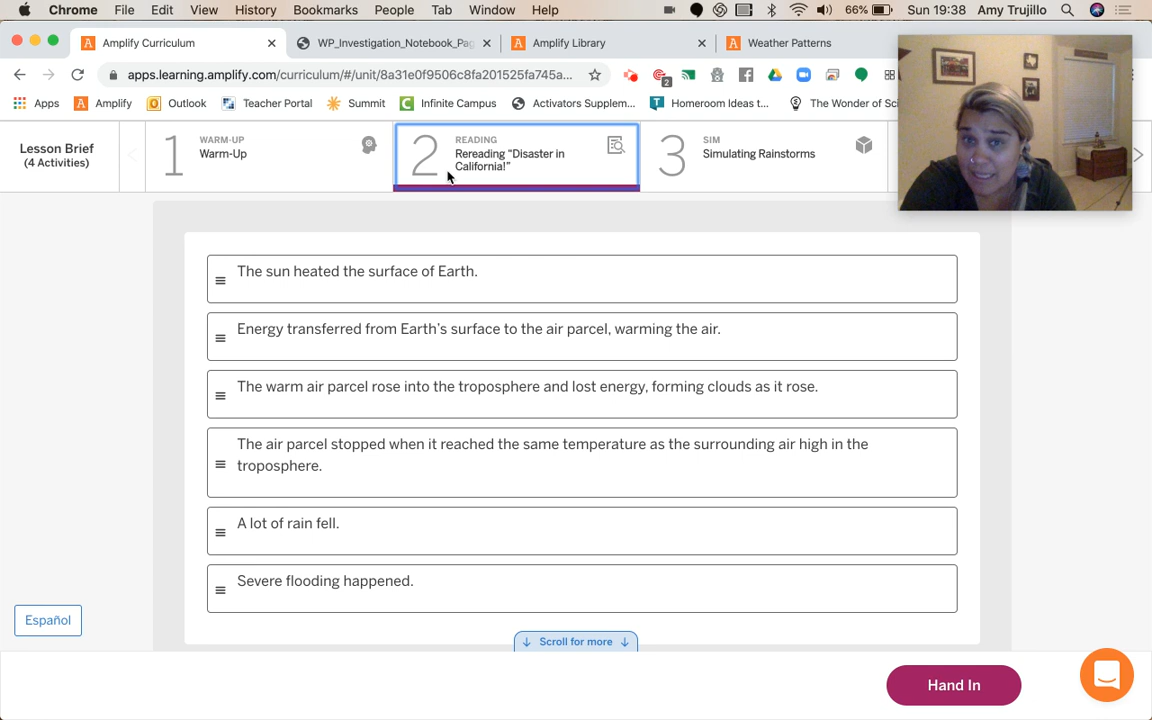 Chrome File Edit View History Bookmarks People Tab Window Help 66% Sun 19:38 Amy Trujillo
Amplify Curriculum WP_Investigation_Notebook_Pag Amplify Library Weather Patterns
apps.learning.amplify.com/curriculum/#/unit/8a31e0f9506c8fa201525fa745a... 2
Apps Amplify Outlook Teacher Portal Summit Infinite Campus Activators Supplem... Homeroom Ideas t... The Wonder of Sci
Lesson Brief
(4 Activities)
1 WARM-UP
Warm-Up
2 READING
Rereading "Disaster in
California!"
3 SIM
Simulating Rainstorms
The sun heated the surface of Earth.
Energy transferred from Earth's surface to the air parcel, warming the air.
The warm air parcel rose into the troposphere and lost energy, forming clouds as it rose.
The air parcel stopped when it reached the same temperature as the surrounding air high in the
troposphere.
A lot of rain fell.
Severe flooding happened.
Español
Scroll for more
Hand In